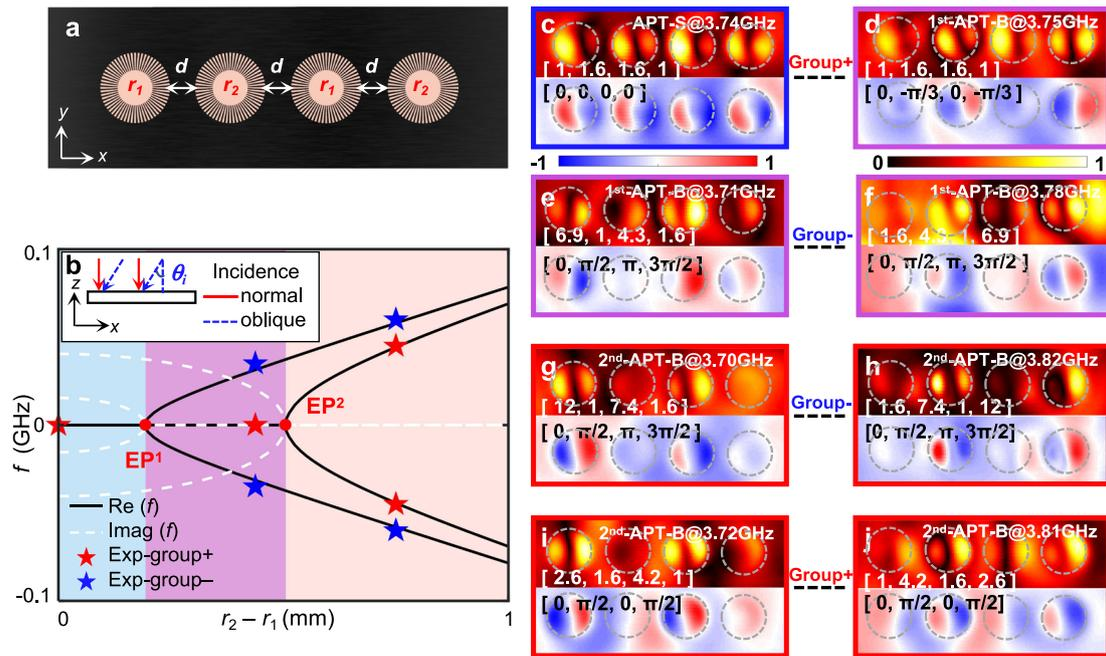 a
r₁
d
r₂
d
r₁
d
r₂
y
x
c
APT-S@3.74GHz
[ 1, 1.6, 1.6, 1]
[ 0, 0, 0, 0]
Group+
d
1st-APT-B@3.75GHz
[ 1, 1.6, 1.6, 1]
[ 0, -π/3, 0, -π/3 ]
-1
1
0
1
e
1st-APT-B@3.71GHz
[ 6.9, 1, 4.3, 1.6]
[ 0, π/2, π, 3π/2 ]
Group-
f
1st-APT-B@3.78GHz
1, 6.9]
[ 0, π/2, π, 3π/2 ]
g
2nd-APT-B@3.70GHz
[ 12, 1, 7.4, 1.6]
[ 0, π/2, π, 3π/2]
Group-
h
2nd-APT-B@3.82GHz
[ 1.6, 7.4, 1, 12]
[0, π/2, π, 3π/2]
i
2nd-APT-B@3.72GHz
[ 2.6, 1.6, 4.2, 1]
[ 0, π/2, 0, π/2]
Group+
j
2nd-APT-B@3.81GHz
[ 1, 4.2, 1.6, 2.6]
[ 0, π/2, 0, π/2]
0.1
b
z
x
θi
Incidence
normal
oblique
f (GHz)
0
EP¹
EP²
Re (f)
Imag (f)
Exp-group+
Exp-group–
-0.1
0
r₂ – r₁ (mm)
1